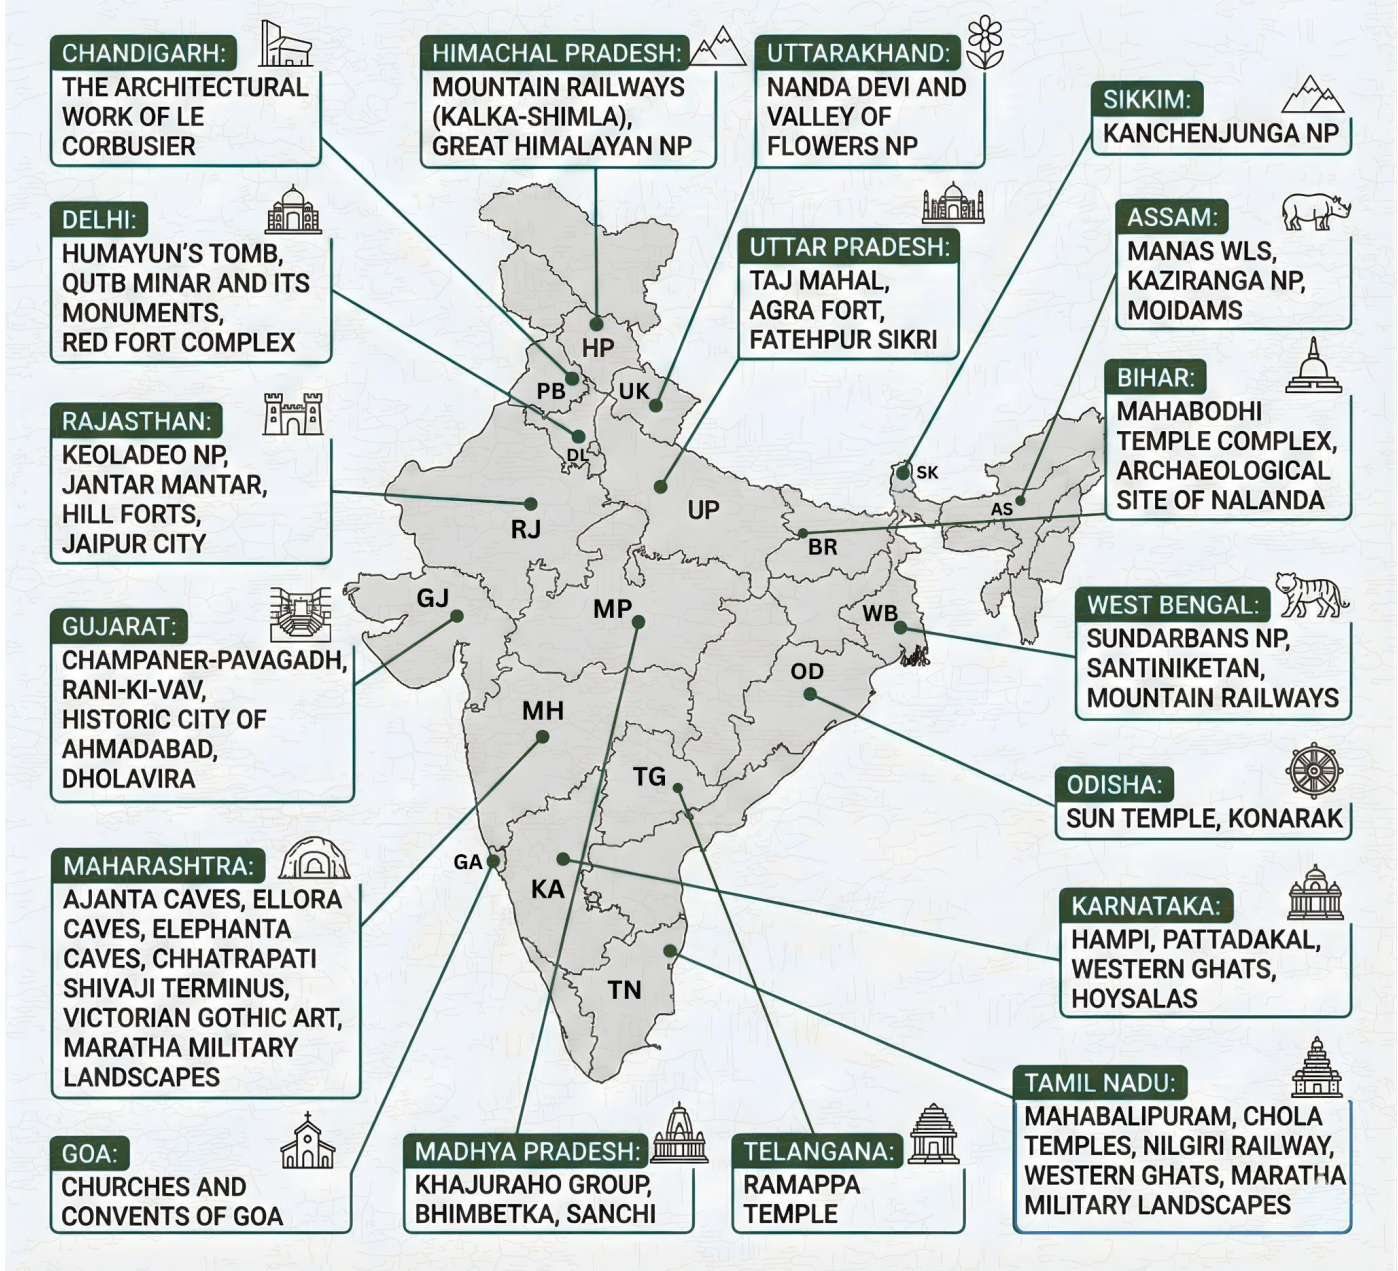 CHANDIGARH:
THE ARCHITECTURAL
WORK OF LE
CORBUSIER
HIMACHAL PRADESH:
MOUNTAIN RAILWAYS
(KALKA-SHIMLA),
GREAT HIMALAYAN NP
UTTARAKHAND:
NANDA DEVI AND
VALLEY OF
FLOWERS NP
SIKKIM:
KANCHENJUNGA NP
DELHI:
HUMAYUN'S TOMB,
QUTB MINAR AND ITS
MONUMENTS,
RED FORT COMPLEX
UTTAR PRADESH:
TAJ MAHAL,
AGRA FORT,
FATEHPUR SIKRI
ASSAM:
MANAS WLS,
KAZIRANGA NP,
MOIDAMS
BIHAR:
MAHABODHI
TEMPLE COMPLEX,
ARCHAEOLOGICAL
SITE OF NALANDA
RAJASTHAN:
KEOLADEO NP,
JANTAR MANTAR,
HILL FORTS,
JAIPUR CITY
HP
PB
UK
DL
SK
RJ
UP
AS
BR
GJ
MP
WB
OD
MH
TG
GA
KA
TN
GUJARAT:
CHAMPANER-PAVAGADH,
RANI-KI-VAV,
HISTORIC CITY OF
AHMADABAD,
DHOLAVIRA
WEST BENGAL:
SUNDARBANS NP,
SANTINIKETAN,
MOUNTAIN RAILWAYS
ODISHA:
SUN TEMPLE, KONARAK
MAHARASHTRA:
AJANTA CAVES, ELLORA
CAVES, ELEPHANTA
CAVES, CHHATRAPATI
SHIVAJI TERMINUS,
VICTORIAN GOTHIC ART,
MARATHA MILITARY
LANDSCAPES
KARNATAKA:
HAMPI, PATTADAKAL,
WESTERN GHATS,
HOYSALAS
GOA:
CHURCHES AND
CONVENTS OF GOA
MADHYA PRADESH:
KHAJURAHO GROUP,
BHIMBETKA, SANCHI
TELANGANA:
RAMAPPA
TEMPLE
TAMIL NADU:
MAHABALIPURAM, CHOLA
TEMPLES, NILGIRI RAILWAY,
WESTERN GHATS, MARATHA
MILITARY LANDSCAPES